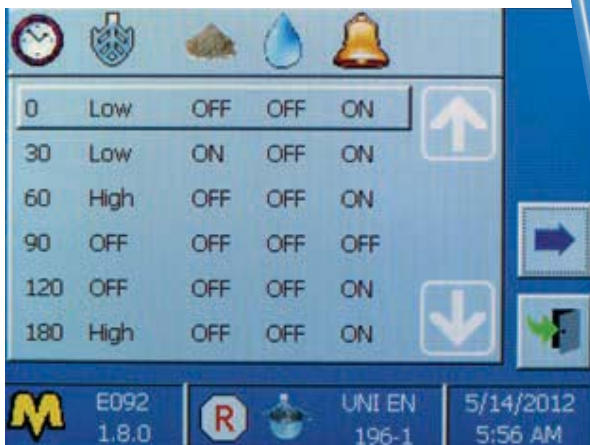 0 Low OFF OFF ON
30 Low ON OFF ON
60 High OFF OFF ON
90 OFF OFF OFF OFF
120 OFF OFF OFF ON
180 High OFF OFF ON
M E092 R UNI EN 5/14/2012
1.8.0 196-1 5:56 AM